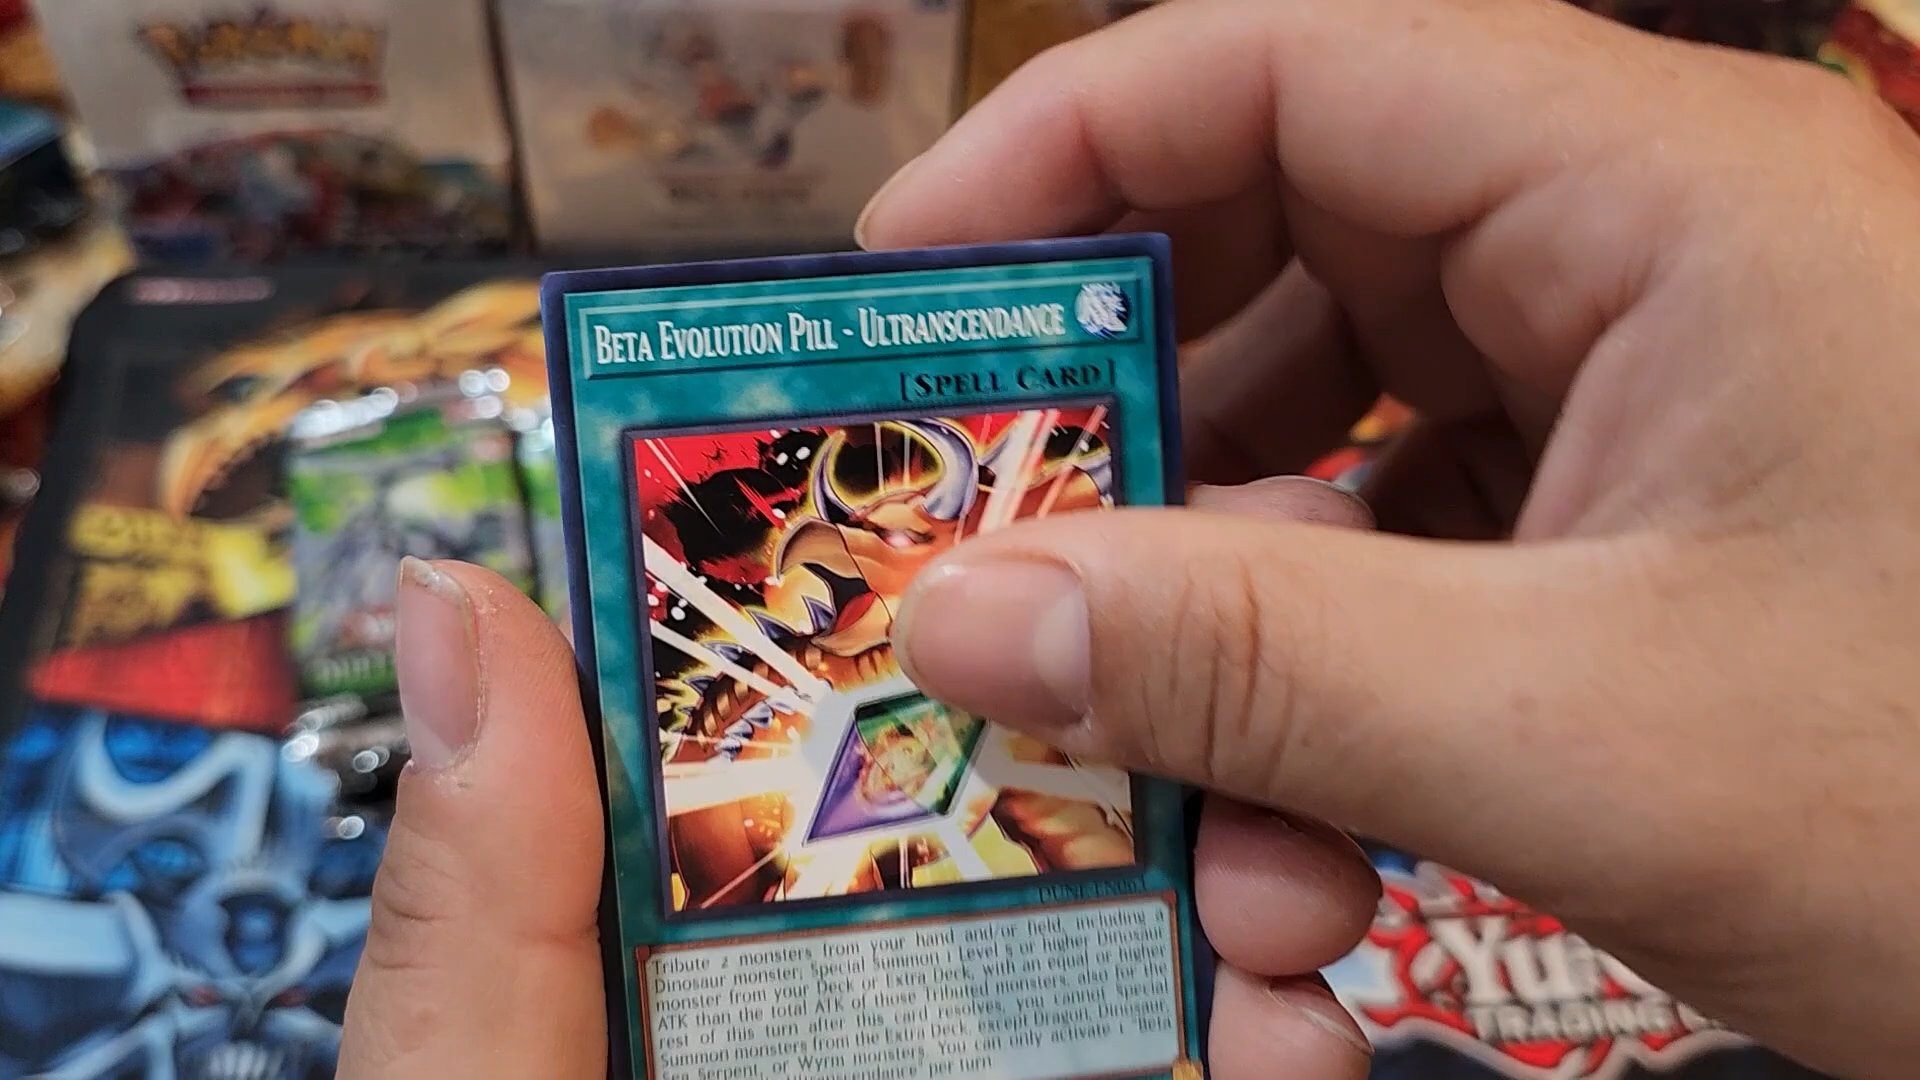 Pokémon
BETA EVOLUTION PILL - ULTRANSCENDANCE
[SPELL CARD]
DUNE-EN063
Tribute 2 monsters from your hand and/or field, including a
Dinosaur monster; Special Summon 1 Level 5 or higher Dinosaur
monster from your Deck or Extra Deck, with an equal or higher
ATK than the total ATK of those Tributed monsters, also for the
rest of this turn after this card resolves, you cannot Special
Summon monsters from the Extra Deck, except Dragon, Dinosaur,
Sea Serpent, or Wyrm monsters. You can only activate 1 "Beta
Ultranscendance" per turn.
Yu
TRADING